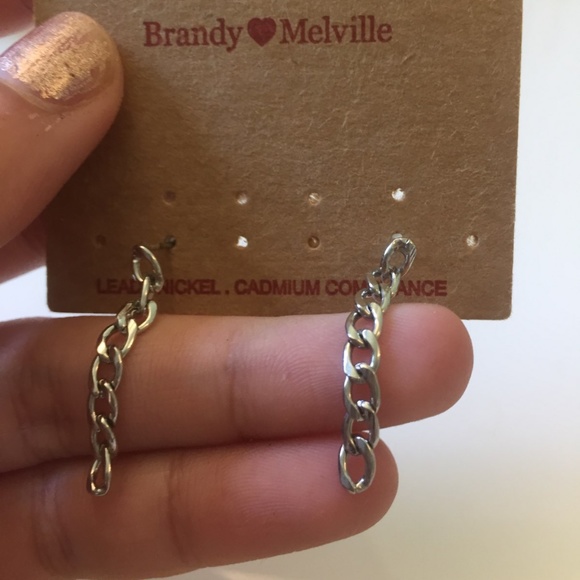 Brandy♥Melville
LEAD, NICKEL . CADMIUM COMPLIANCE